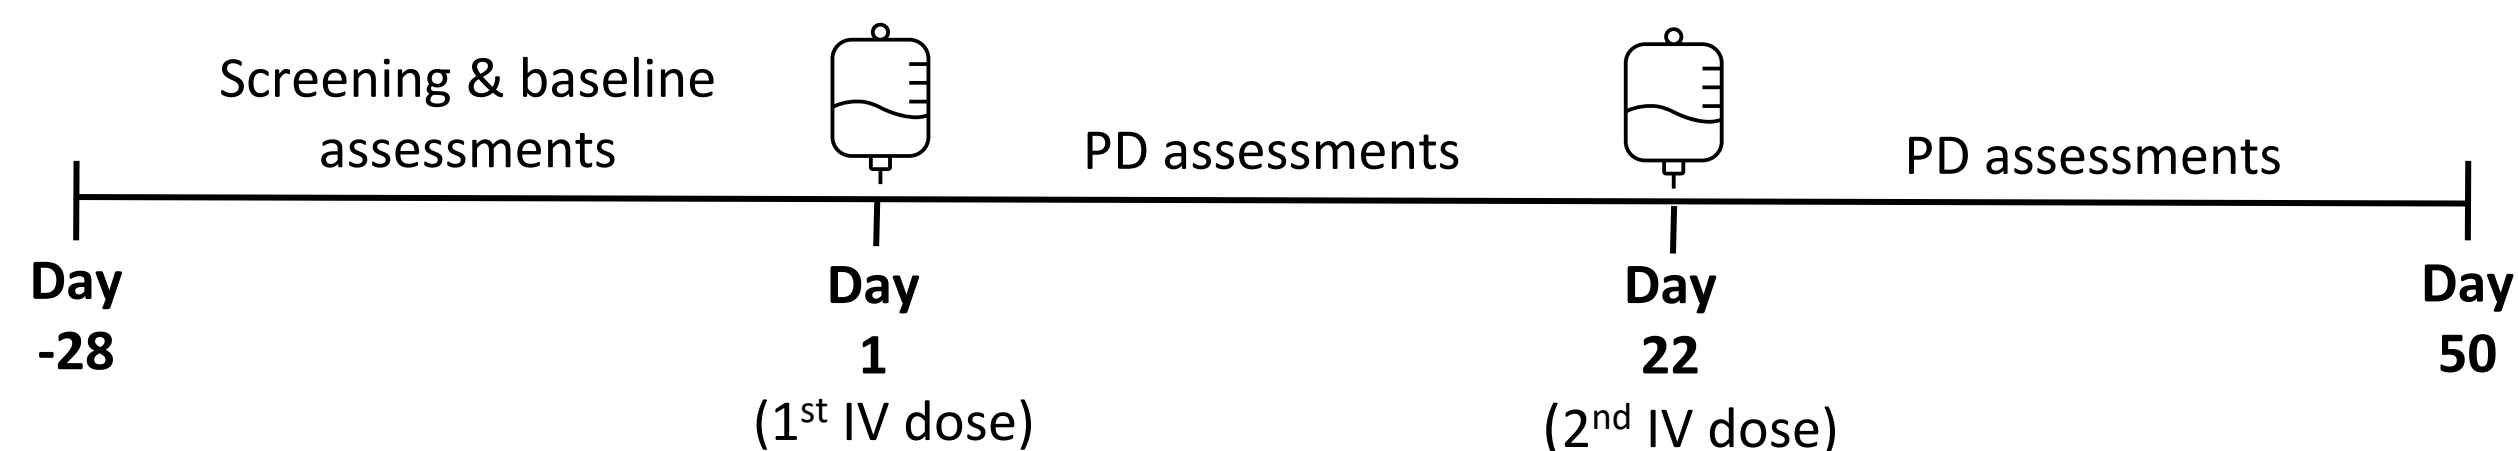 Screening & baseline
assessments
PD assessments
PD assessments
Day
-28
Day
1
(1st IV dose)
Day
22
(2nd IV dose)
Day
50